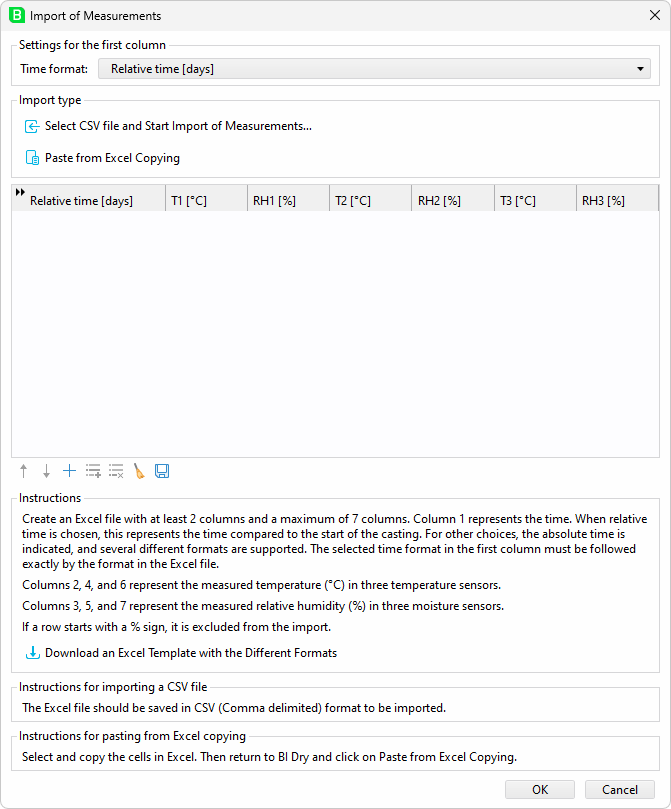 B Import of Measurements
Settings for the first column
Time format: Relative time [days]
Import type
Select CSV file and Start Import of Measurements...
Paste from Excel Copying
Relative time [days] T1 [°C] RH1 [%] T2 [°C] RH2 [%] T3 [°C] RH3 [%]
Instructions
Create an Excel file with at least 2 columns and a maximum of 7 columns. Column 1 represents the time. When relative
time is chosen, this represents the time compared to the start of the casting. For other choices, the absolute time is
indicated, and several different formats are supported. The selected time format in the first column must be followed
exactly by the format in the Excel file.
Columns 2, 4, and 6 represent the measured temperature (°C) in three temperature sensors.
Columns 3, 5, and 7 represent the measured relative humidity (%) in three moisture sensors.
If a row starts with a % sign, it is excluded from the import.
Download an Excel Template with the Different Formats
Instructions for importing a CSV file
The Excel file should be saved in CSV (Comma delimited) format to be imported.
Instructions for pasting from Excel copying
Select and copy the cells in Excel. Then return to BI Dry and click on Paste from Excel Copying.
OK Cancel